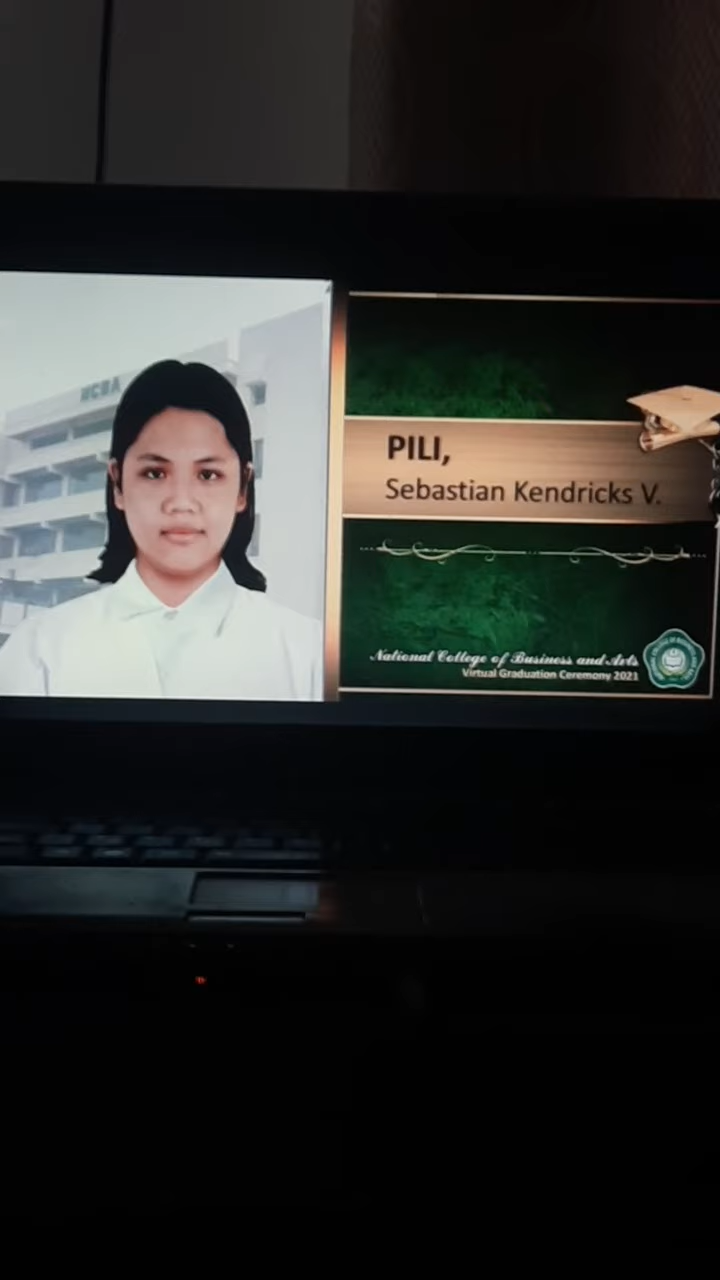 NCBA
PILI,
Sebastian Kendricks V.
National College of Business and Arts
Virtual Graduation Ceremony 2021